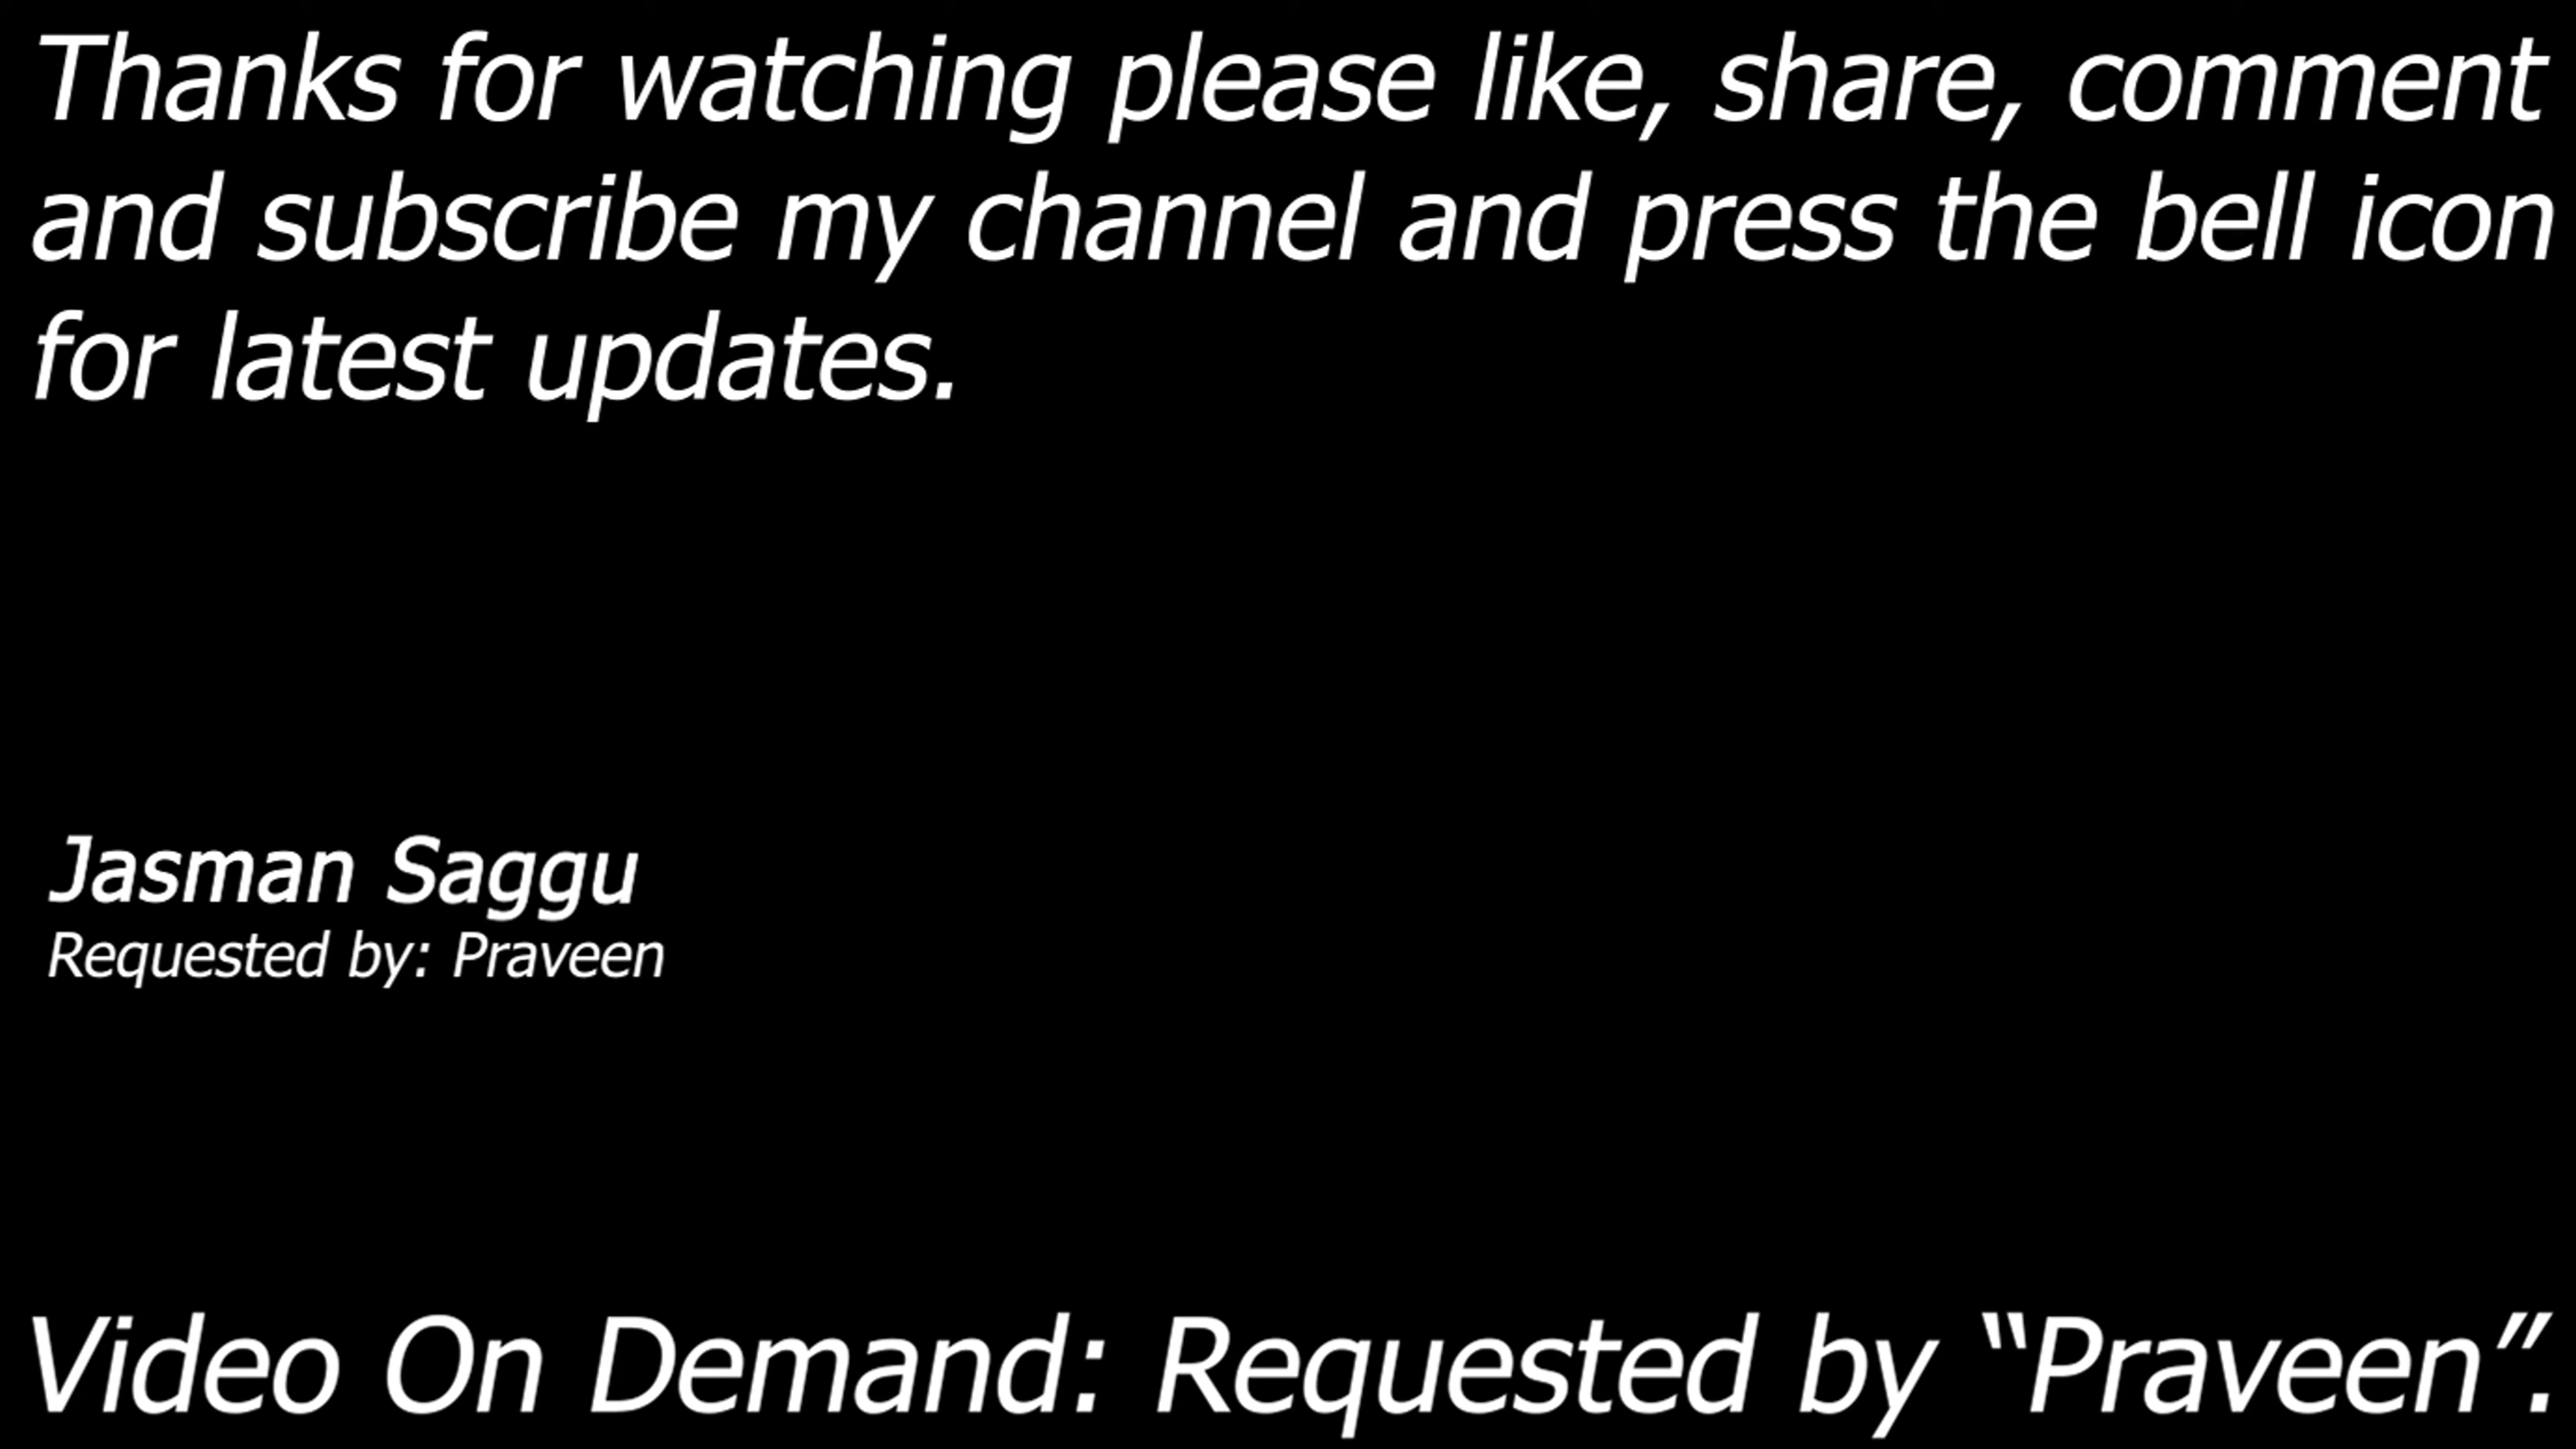 Thanks for watching please like, share, comment
and subscribe my channel and press the bell icon
for latest updates.
Jasman Saggu
Requested by: Praveen
Video On Demand: Requested by “Praveen”.